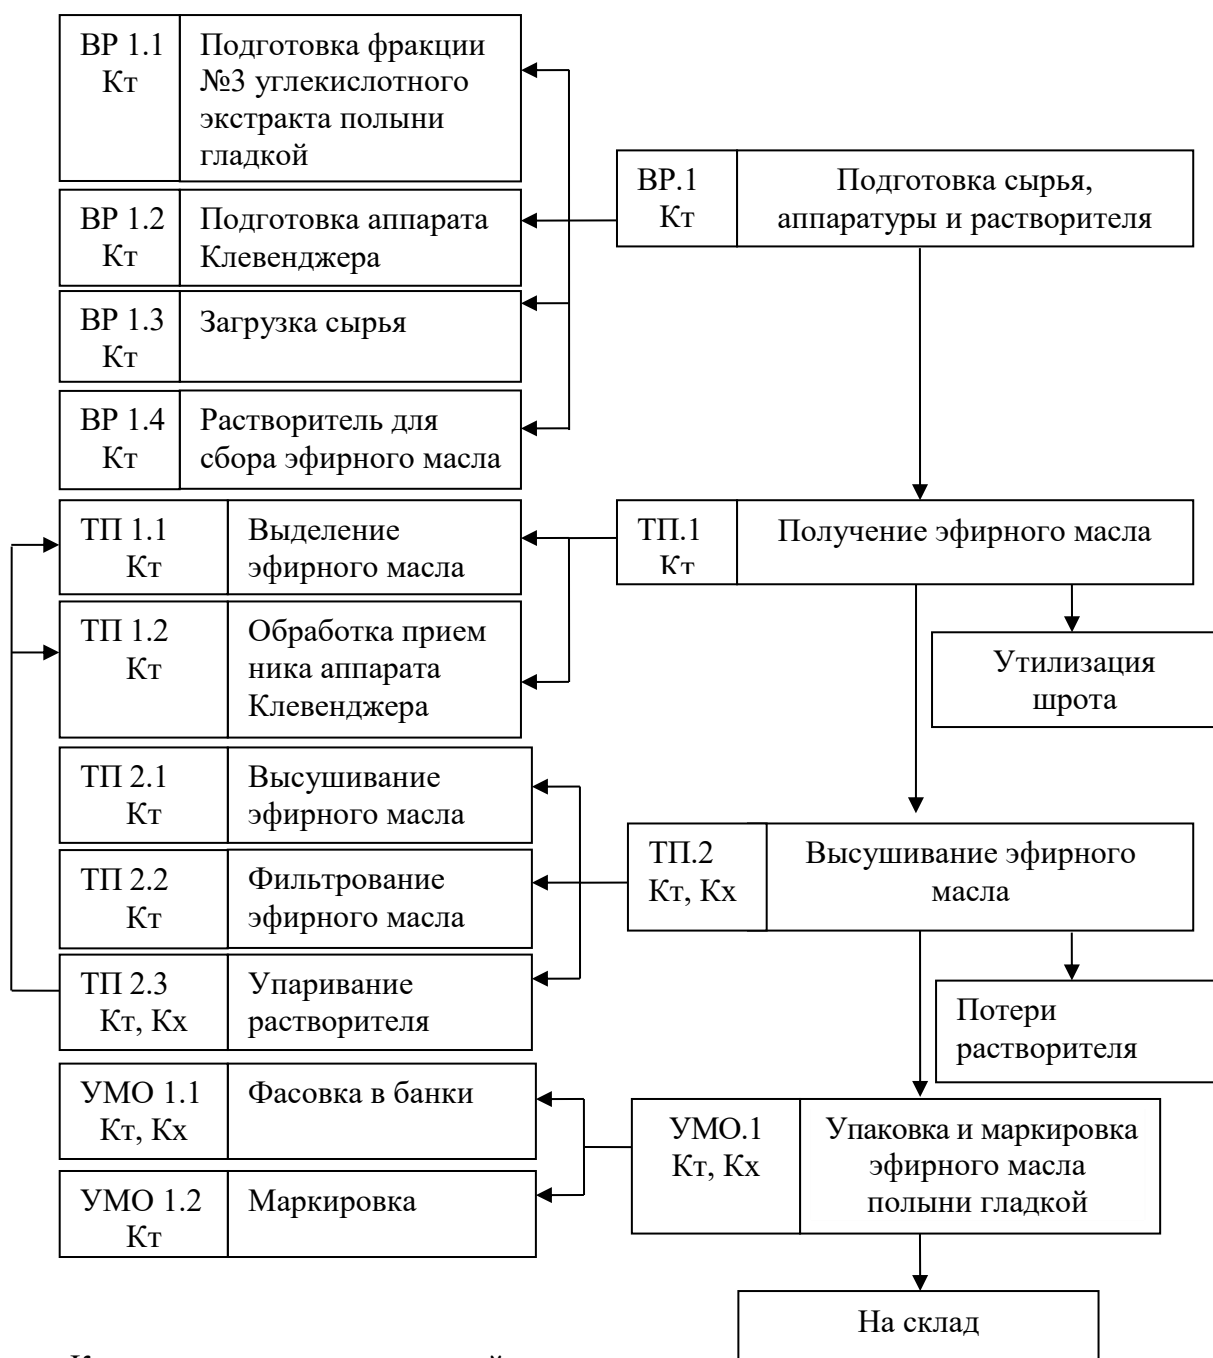 ВР 1.1
Кт
Подготовка фракции
№3 углекислотного
экстракта полыни
гладкой
ВР.1
Кт
Подготовка сырья,
аппаратуры и растворителя
ВР 1.2
Кт
Подготовка аппарата
Клевенджера
ВР 1.3
Кт
Загрузка сырья
ВР 1.4
Кт
Растворитель для
сбора эфирного масла
ТП 1.1
Кт
Выделение
эфирного масла
ТП.1
Кт
Получение эфирного масла
ТП 1.2
Кт
Обработка прием
ника аппарата
Клевенджера
Утилизация
шрота
ТП 2.1
Кт
Высушивание
эфирного масла
ТП.2
Кт, Кх
Высушивание эфирного
масла
ТП 2.2
Кт
Фильтрование
эфирного масла
ТП 2.3
Кт, Кх
Упаривание
растворителя
Потери
растворителя
УМО 1.1
Кт, Кх
Фасовка в банки
УМО.1
Кт, Кх
Упаковка и маркировка
эфирного масла
полыни гладкой
УМО 1.2
Кт
Маркировка
На склад